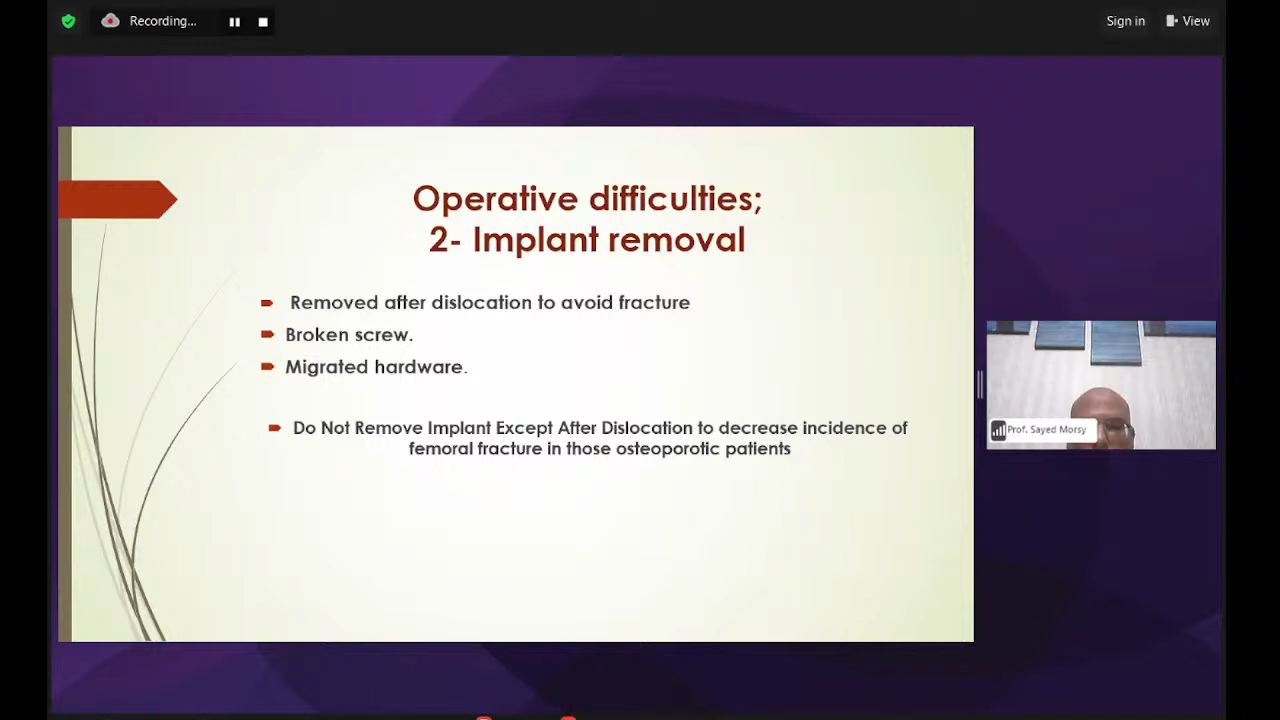 Recording...
Sign in
View
Operative difficulties;
2- Implant removal
Removed after dislocation to avoid fracture
Broken screw.
Migrated hardware.
Do Not Remove Implant Except After Dislocation to decrease incidence of
femoral fracture in those osteoporotic patients
Prof. Sayed Morsy